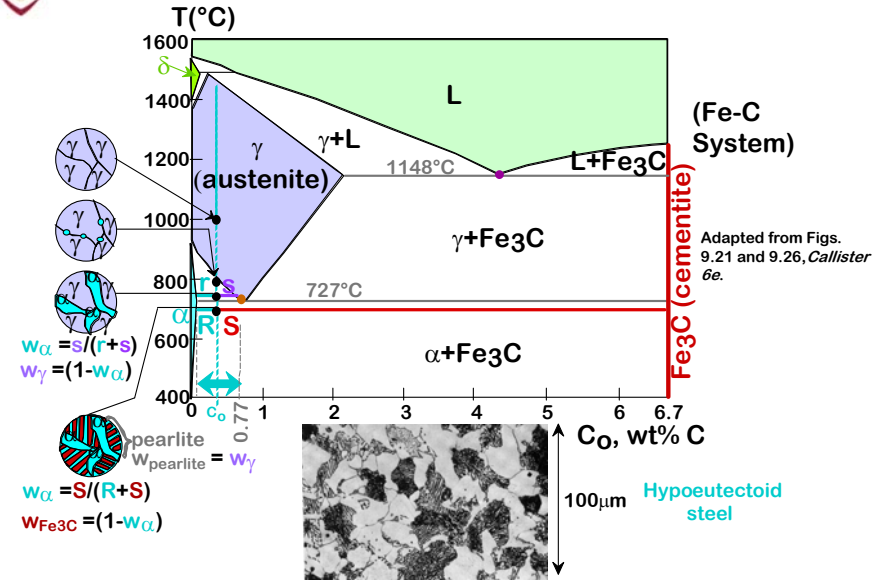 T(°C)
1600
1400
1200
1000
800
600
400
δ
L
γ+L
γ
(austenite)
1148°C
L+Fe3C
(Fe-C
System)
γ+Fe3C
Adapted from Figs.
9.21 and 9.26, Callister
6e.
727°C
r s
α
R S
α+Fe3C
Fe3C (cementite)
γ γ
γ γ
γ γ
γ γ
α
γ γ
γ γ
α
wα =s/(r+s)
wγ =(1-wα)
0 1 2 3 4 5 6 6.7
Co
0.77
Co, wt% C
α
pearlite
wpearlite = wγ
wα =S/(R+S)
wFe3C =(1-wα)
100μm
Hypoeutectoid
steel